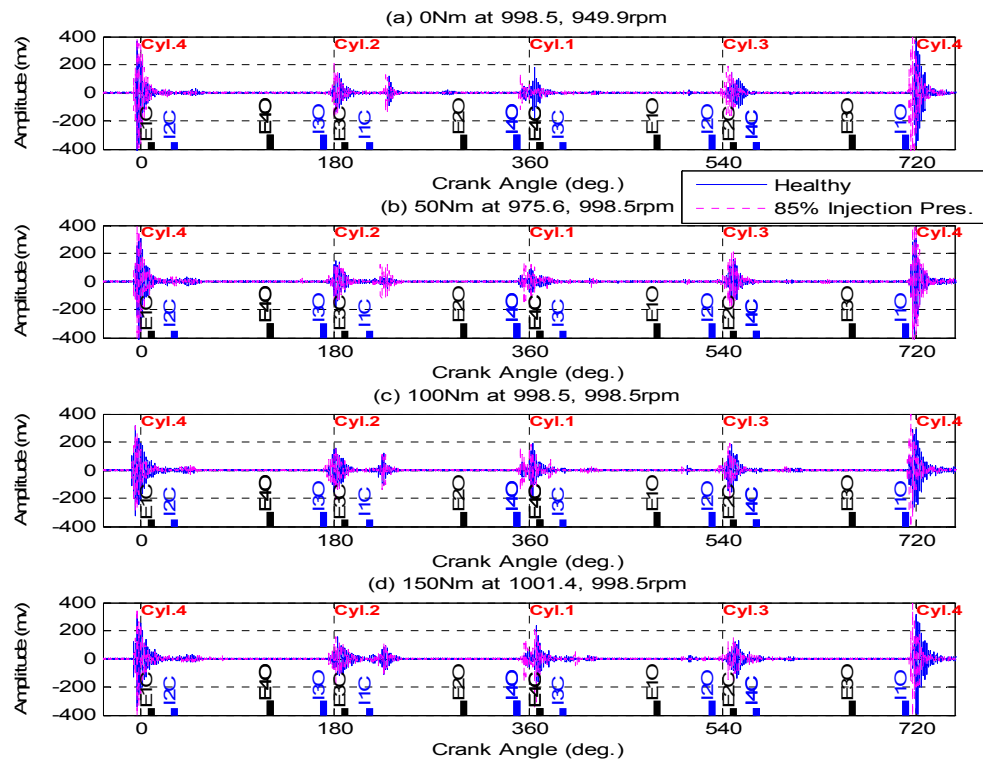 (a) 0Nm at 998.5, 949.9rpm
Amplitude (mv)
400
200
0
-200
-400
Cyl.4 Cyl.2 Cyl.1 Cyl.3 Cyl.4
E1C I2C E4O I3O E3C I1C E2O I4O E4C I3C E1O I2O E2C I4C E3O I1O
0 180 360 540 720
Crank Angle (deg.)
Healthy
85% Injection Pres.
(b) 50Nm at 975.6, 998.5rpm
Amplitude (mv)
400
200
0
-200
-400
Cyl.4 Cyl.2 Cyl.1 Cyl.3 Cyl.4
E1C I2C E4O I3O E3C I1C E2O I4O E4C I3C E1O I2O E2C I4C E3O I1O
0 180 360 540 720
Crank Angle (deg.)
(c) 100Nm at 998.5, 998.5rpm
Amplitude (mv)
400
200
0
-200
-400
Cyl.4 Cyl.2 Cyl.1 Cyl.3 Cyl.4
E1C I2C E4O I3O E3C I1C E2O I4O E4C I3C E1O I2O E2C I4C E3O I1O
0 180 360 540 720
Crank Angle (deg.)
(d) 150Nm at 1001.4, 998.5rpm
Amplitude (mv)
400
200
0
-200
-400
Cyl.4 Cyl.2 Cyl.1 Cyl.3 Cyl.4
E1C I2C E4O I3O E3C I1C E2O I4O E4C I3C E1O I2O E2C I4C E3O I1O
0 180 360 540 720
Crank Angle (deg.)